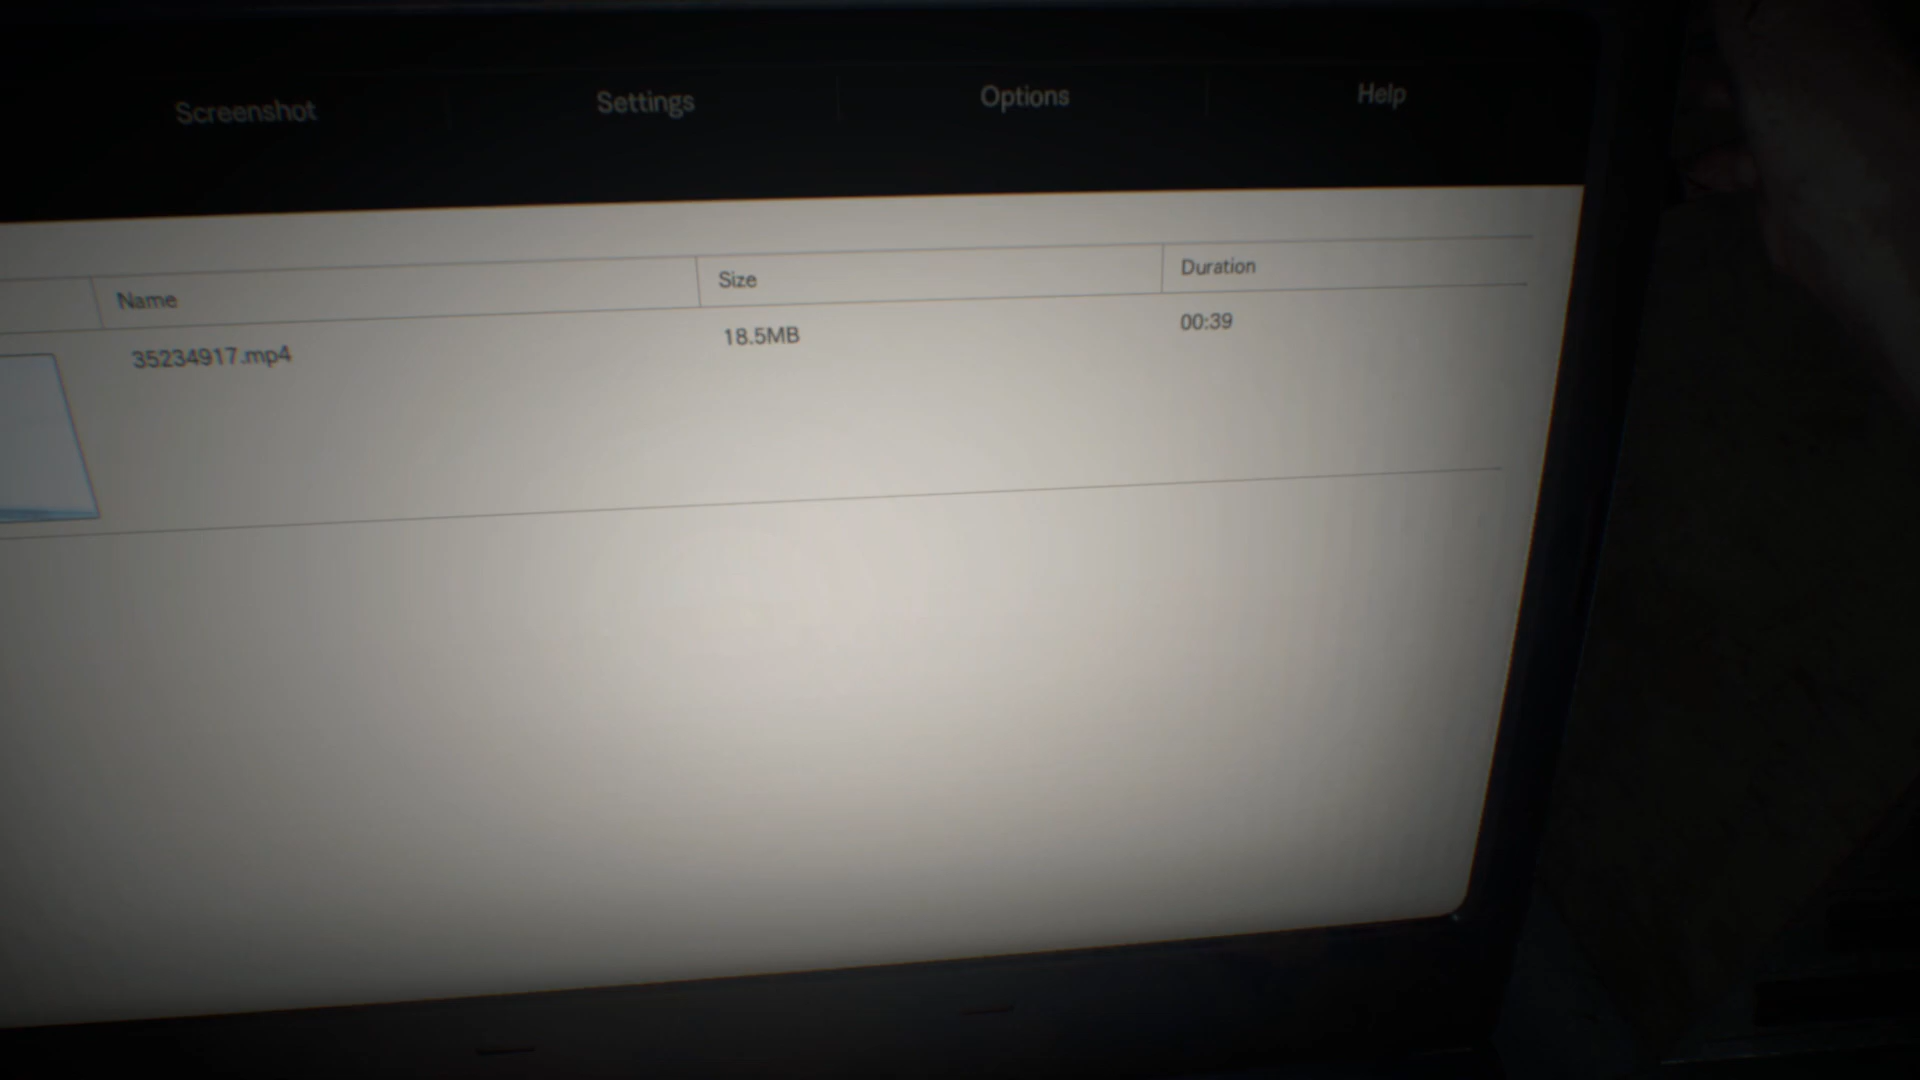 Screenshot Settings Options Help
Name Size Duration
35234917.mp4 18.5MB 00:39